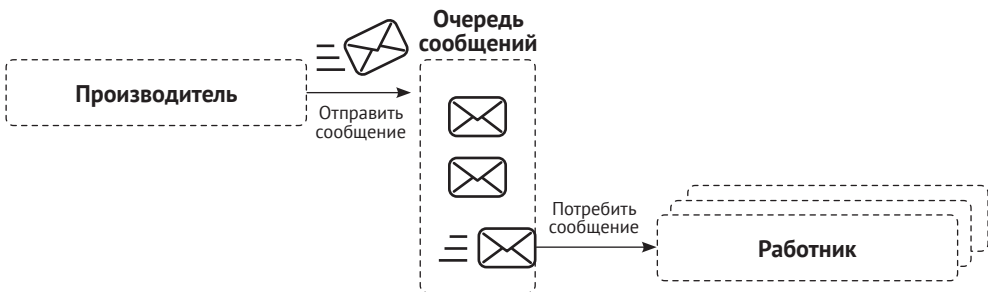 Очередь
сообщений
Производитель
Отправить
сообщение
Потребить
сообщение
Работник